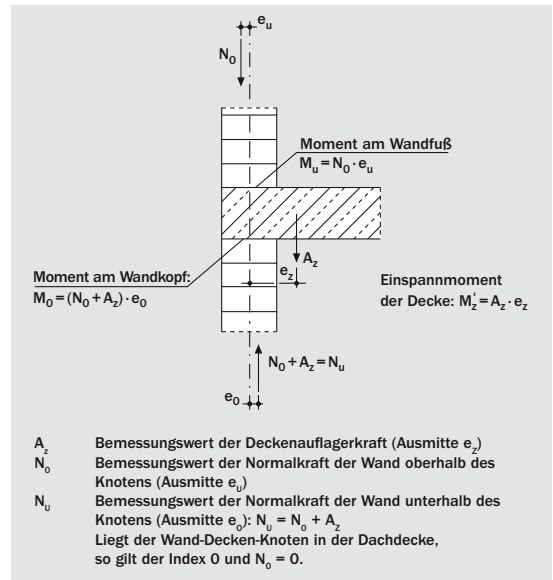 e_u
N_0
Moment am Wandfuß
M_u = N_0 · e_u
A_z
e_z
Moment am Wandkopf:
M_0 = (N_0 + A_z) · e_0
Einspannmoment
der Decke: M_z' = A_z · e_z
N_0 + A_z = N_u
e_0
A_z Bemessungswert der Deckenauflagerkraft (Ausmitte e_z)
N_0 Bemessungswert der Normalkraft der Wand oberhalb des
Knotens (Ausmitte e_u)
N_u Bemessungswert der Normalkraft der Wand unterhalb des
Knotens (Ausmitte e_0): N_u = N_0 + A_z
Liegt der Wand-Decken-Knoten in der Dachdecke,
so gilt der Index 0 und N_0 = 0.